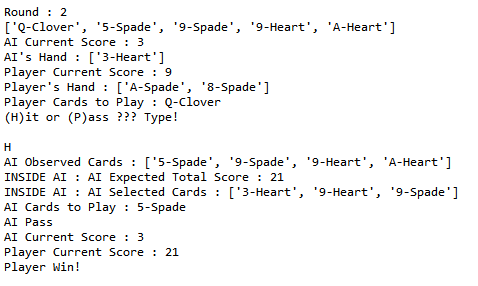 Round : 2
['Q-Clover', '5-Spade', '9-Spade', '9-Heart', 'A-Heart']
AI Current Score : 3
AI's Hand : ['3-Heart']
Player Current Score : 9
Player's Hand : ['A-Spade', '8-Spade']
Player Cards to Play : Q-Clover
(H)it or (P)ass ??? Type!
H
AI Observed Cards : ['5-Spade', '9-Spade', '9-Heart', 'A-Heart']
INSIDE AI : AI Expected Total Score : 21
INSIDE AI : AI Selected Cards : ['3-Heart', '9-Heart', '9-Spade']
AI Cards to Play : 5-Spade
AI Pass
AI Current Score : 3
Player Current Score : 21
Player Win!